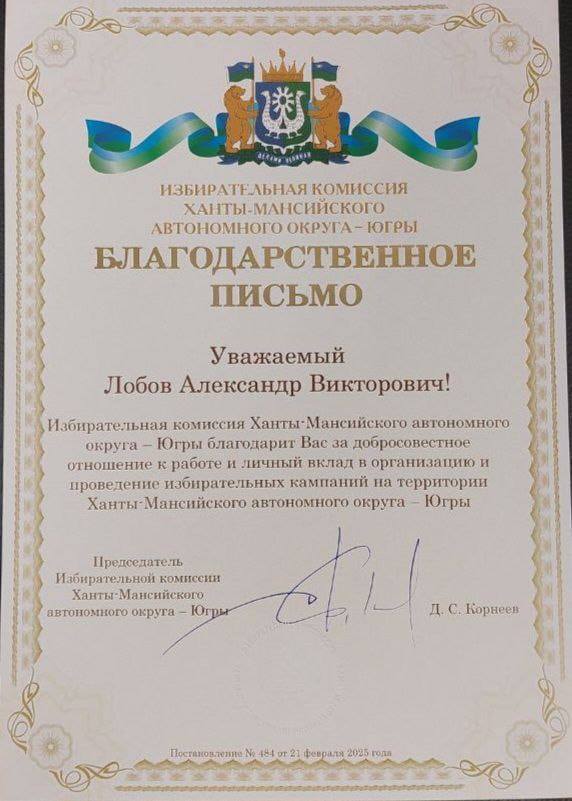 ДЕЛАМИ ВЕЛИКАЯ
ИЗБИРАТЕЛЬНАЯ КОМИССИЯ
ХАНТЫ-МАНСИЙСКОГО
АВТОНОМНОГО ОКРУГА – ЮГРЫ
БЛАГОДАРСТВЕННОЕ
ПИСЬМО
Уважаемый
Лобов Александр Викторович!
Избирательная комиссия Ханты-Мансийского автономного
округа – Югры благодарит Вас за добросовестное
отношение к работе и личный вклад в организацию и
проведение избирательных кампаний на территории
Ханты-Мансийского автономного округа – Югры
Председатель
Избирательной комиссии
Ханты-Мансийского
автономного округа – Югры
Д. С. Корнеев
Постановление № 484 от 21 февраля 2025 года